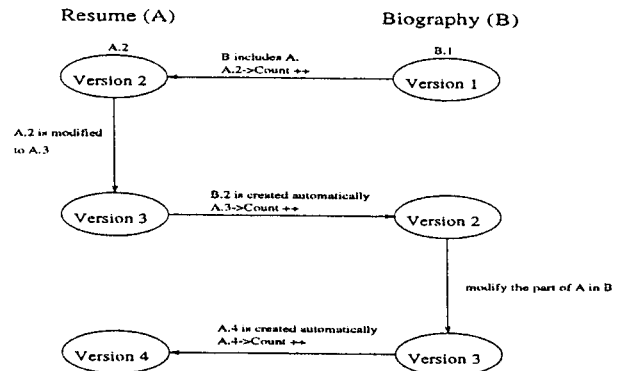 Resume (A)
Biography (B)
A.2
Version 2
B includes A.
A.2->Count ++
B.1
Version 1
A.2 is modified
to A.3
Version 3
B.2 is created automatically
A.3->Count ++
Version 2
modify the part of A in B
A.4 is created automatically
A.4->Count ++
Version 4
Version 3